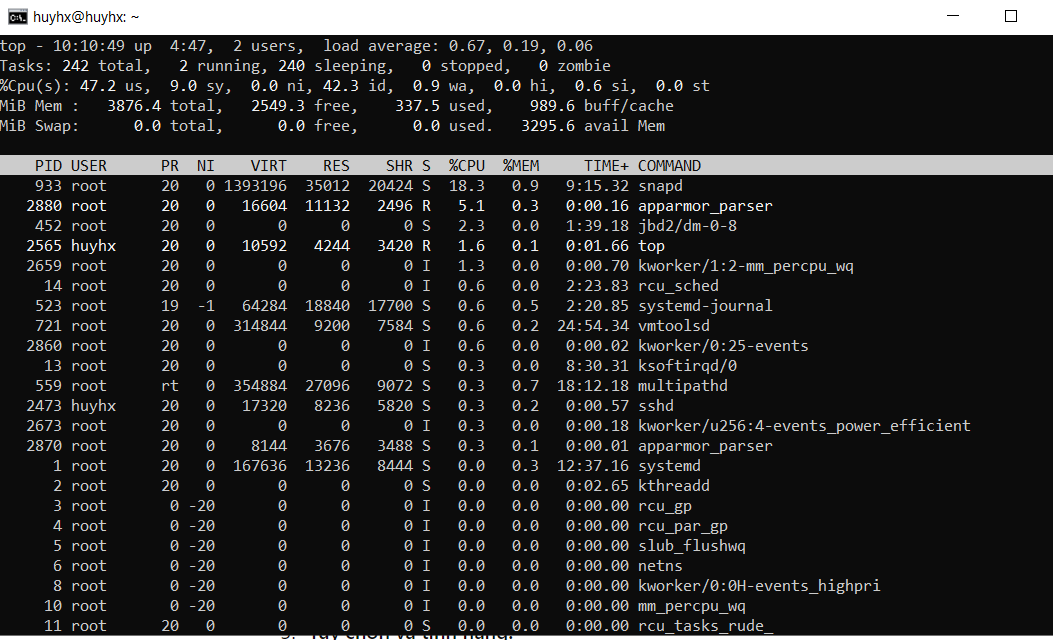 huyhx@huyhx: ~
top - 10:10:49 up  4:47,  2 users,  load average: 0.67, 0.19, 0.06
Tasks: 242 total,   2 running, 240 sleeping,   0 stopped,   0 zombie
%Cpu(s): 47.2 us,  9.0 sy,  0.0 ni, 42.3 id,  0.9 wa,  0.0 hi,  0.6 si,  0.0 st
MiB Mem :   3876.4 total,   2549.3 free,    337.5 used,    989.6 buff/cache
MiB Swap:      0.0 total,      0.0 free,      0.0 used.   3295.6 avail Mem
PID USER      PR  NI    VIRT    RES    SHR S  %CPU  %MEM     TIME+ COMMAND
933 root      20   0 1393196  35012  20424 S  18.3   0.9   9:15.32 snapd
2880 root      20   0   16604  11132   2496 R   5.1   0.3   0:00.16 apparmor_parser
452 root      20   0       0      0      0 S   2.3   0.0   1:39.18 jbd2/dm-0-8
2565 huyhx     20   0   10592   4244   3420 R   1.6   0.1   0:01.66 top
2659 root      20   0       0      0      0 I   1.3   0.0   0:00.70 kworker/1:2-mm_percpu_wq
14 root      20   0       0      0      0 I   0.6   0.0   2:23.83 rcu_sched
523 root      19  -1   64284  18840  17700 S   0.6   0.5   2:20.85 systemd-journal
721 root      20   0  314844   9200   7584 S   0.6   0.2  24:54.34 vmtoolsd
2860 root      20   0       0      0      0 I   0.6   0.0   0:00.02 kworker/0:25-events
13 root      20   0       0      0      0 S   0.3   0.0   8:30.31 ksoftirqd/0
559 root      rt   0  354884  27096   9072 S   0.3   0.7  18:12.18 multipathd
2473 huyhx     20   0   17320   8236   5820 S   0.3   0.2   0:00.57 sshd
2673 root      20   0       0      0      0 I   0.3   0.0   0:00.18 kworker/u256:4-events_power_efficient
2870 root      20   0    8144   3676   3488 S   0.3   0.1   0:00.01 apparmor_parser
1 root      20   0  167636  13236   8444 S   0.0   0.3  12:37.16 systemd
2 root      20   0       0      0      0 S   0.0   0.0   0:02.65 kthreadd
3 root       0 -20       0      0      0 I   0.0   0.0   0:00.00 rcu_gp
4 root       0 -20       0      0      0 I   0.0   0.0   0:00.00 rcu_par_gp
5 root       0 -20       0      0      0 I   0.0   0.0   0:00.00 slub_flushwq
6 root       0 -20       0      0      0 I   0.0   0.0   0:00.00 netns
8 root       0 -20       0      0      0 I   0.0   0.0   0:00.00 kworker/0:0H-events_highpri
10 root       0 -20       0      0      0 I   0.0   0.0   0:00.00 mm_percpu_wq
11 root      20   0       0      0      0 S   0.0   0.0   0:00.00 rcu_tasks_rude_